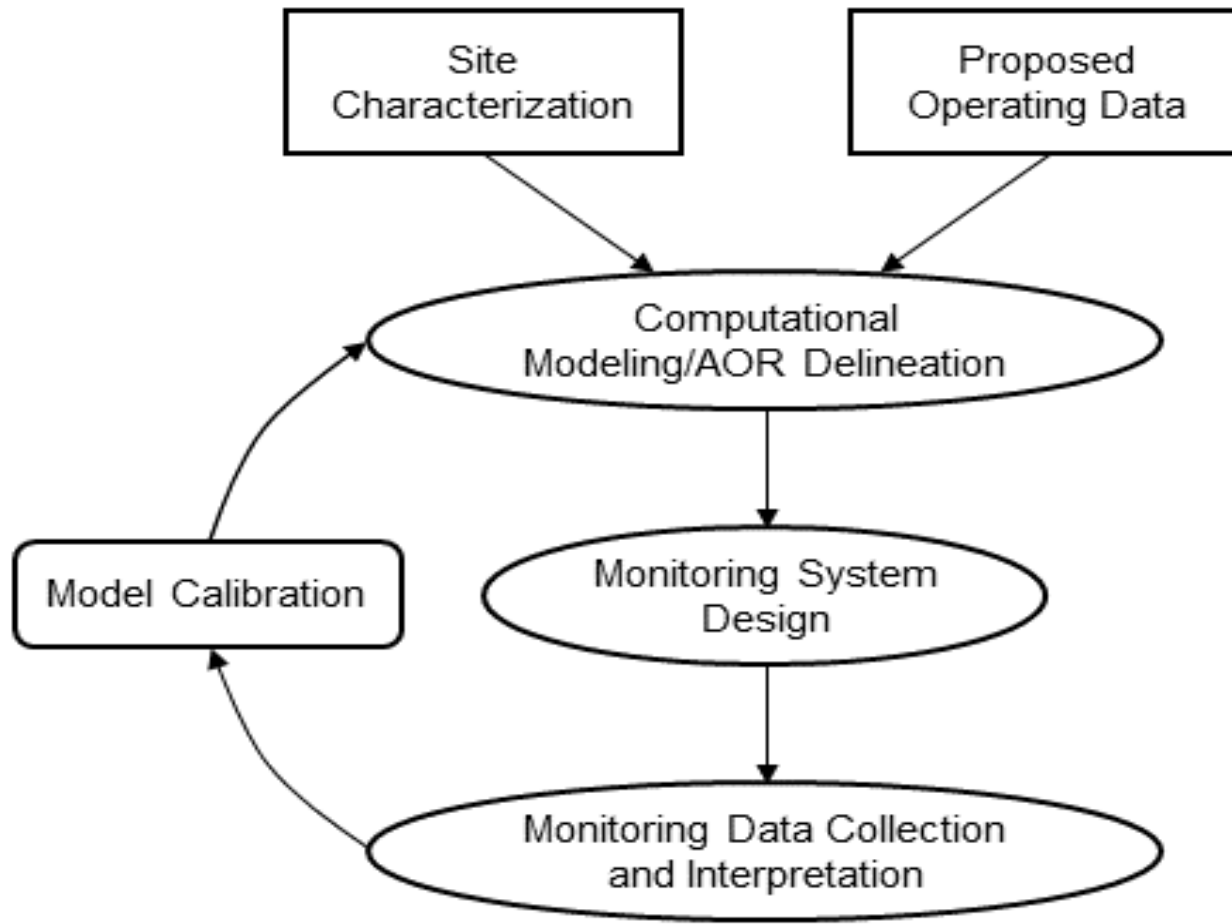 Site
Characterization
Proposed
Operating Data
Computational
Modeling/AOR Delineation
Model Calibration
Monitoring System
Design
Monitoring Data Collection
and Interpretation